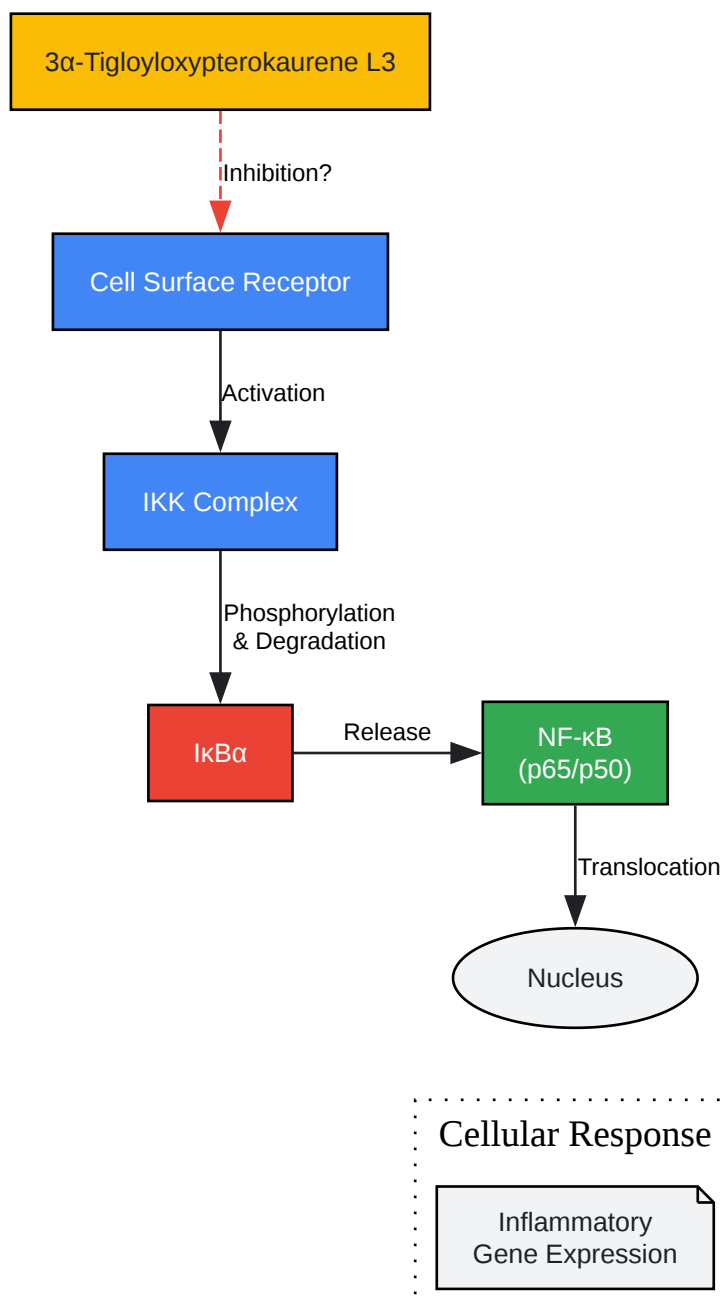 3α-Tigloyloxypterokaurene L3
Inhibition?
Cell Surface Receptor
Activation
IKK Complex
Phosphorylation
& Degradation
IκBα
Release
NF-κB
(p65/p50)
Translocation
Nucleus
Cellular Response
Inflammatory
Gene Expression